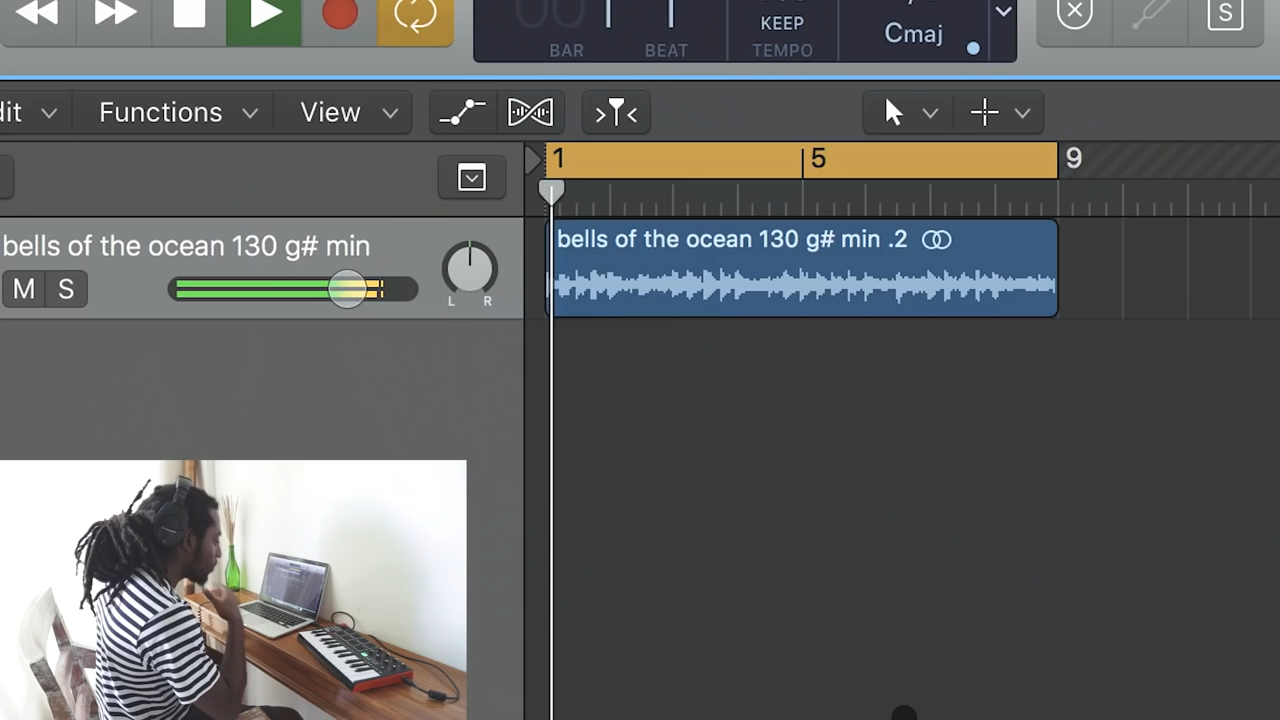 KEEP
BAR BEAT TEMPO Cmaj
S
dit Functions View
1 5 9
bells of the ocean 130 g# min
bells of the ocean 130 g# min .2
M S
L R